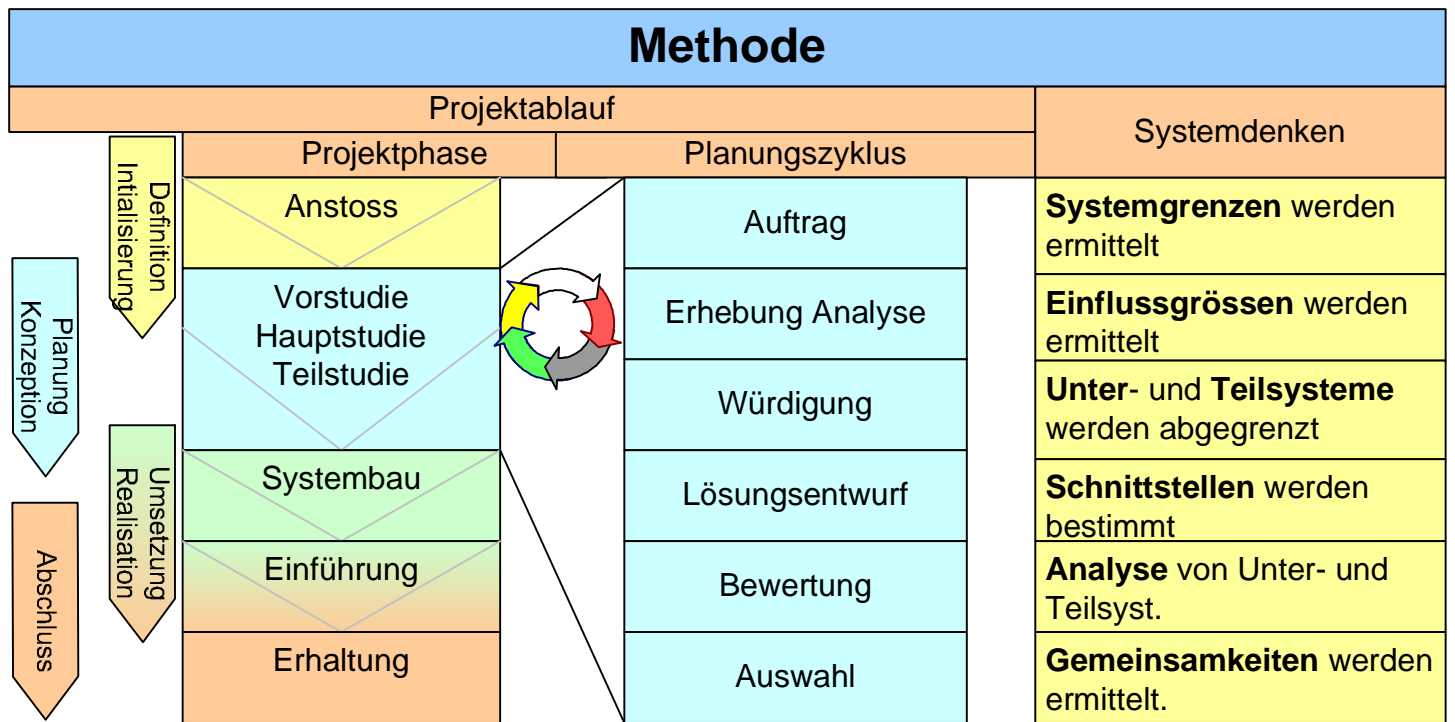 Methode
Projektablauf
Systemdenken
Projektphase
Planungszyklus
Definition
Intialisierung
Planung
Konzeption
Umsetzung
Realisation
Abschluss
Anstoss
Vorstudie
Hauptstudie
Teilstudie
Systembau
Einführung
Erhaltung
Auftrag
Erhebung Analyse
Würdigung
Lösungsentwurf
Bewertung
Auswahl
Systemgrenzen werden
ermittelt
Einflussgrössen werden
ermittelt
Unter- und Teilsysteme
werden abgegrenzt
Schnittstellen werden
bestimmt
Analyse von Unter- und
Teilsyst.
Gemeinsamkeiten werden
ermittelt.